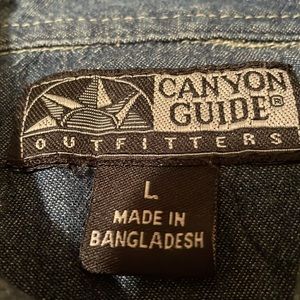 CANYON
GUIDE®
OUTFITTERS
L
MADE IN
BANGLADESH